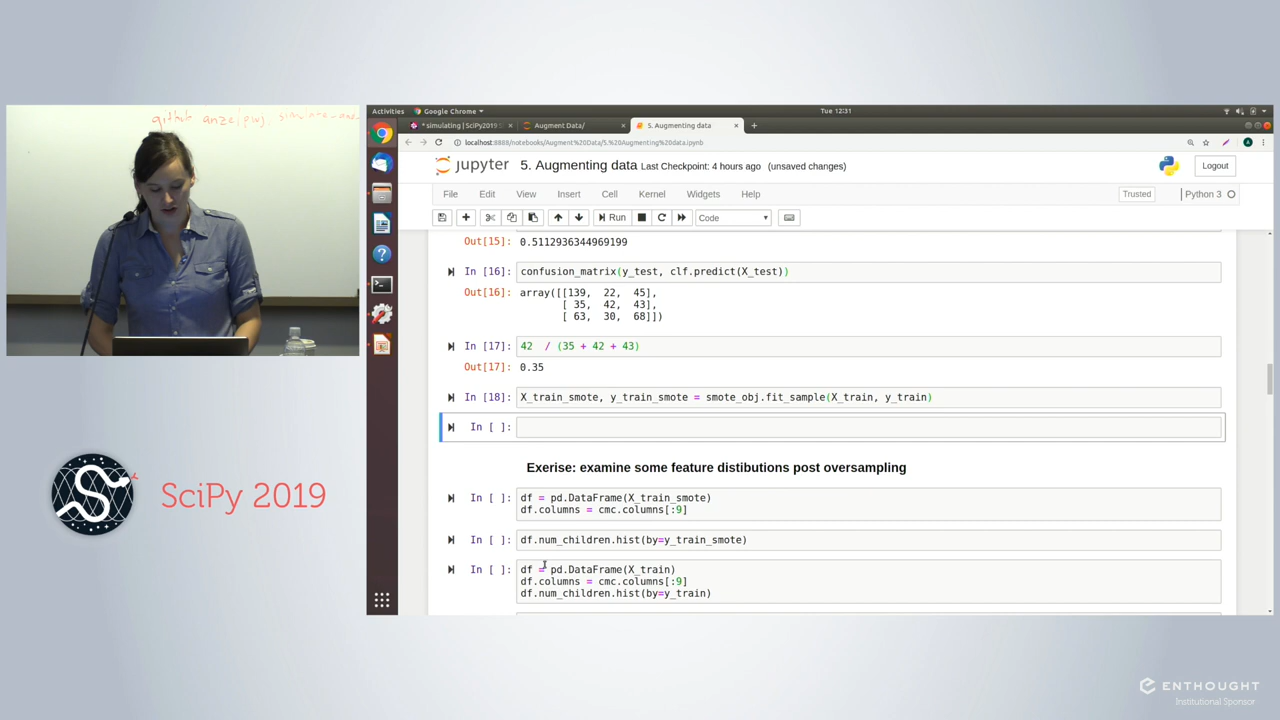 github anze
Activities
Google Chrome
Tue 12:31
* simulating | SciPy2019
Augment Data/
5. Augmenting data
localhost:8888/notebooks/Augment%20Data/5.%20Augmenting%20data.ipynb
jupyter 5. Augmenting data Last Checkpoint: 4 hours ago (unsaved changes)
Logout
File Edit View Insert Cell Kernel Widgets Help
Trusted
Python 3
Run
Code
Out[15]: 0.5112936344969199
In [16]: confusion_matrix(y_test, clf.predict(X_test))
Out[16]: array([[139, 22, 45],
[ 35, 42, 43],
[ 63, 30, 68]])
In [17]: 42 / (35 + 42 + 43)
Out[17]: 0.35
In [18]: X_train_smote, y_train_smote = smote_obj.fit_sample(X_train, y_train)
In [ ]:
Exerise: examine some feature distibutions post oversampling
In [ ]: df = pd.DataFrame(X_train_smote)
df.columns = cmc.columns[:9]
In [ ]: df.num_children.hist(by=y_train_smote)
In [ ]: df = pd.DataFrame(X_train)
df.columns = cmc.columns[:9]
df.num_children.hist(by=y_train)
SciPy 2019
ENTHOUGHT
Institutional Sponsor